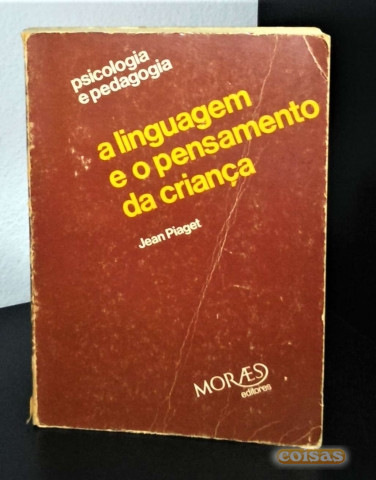 psicologia
e pedagogia
a linguagem
e o pensamento
da criança
Jean Piaget
MORÆS
editores
coisas